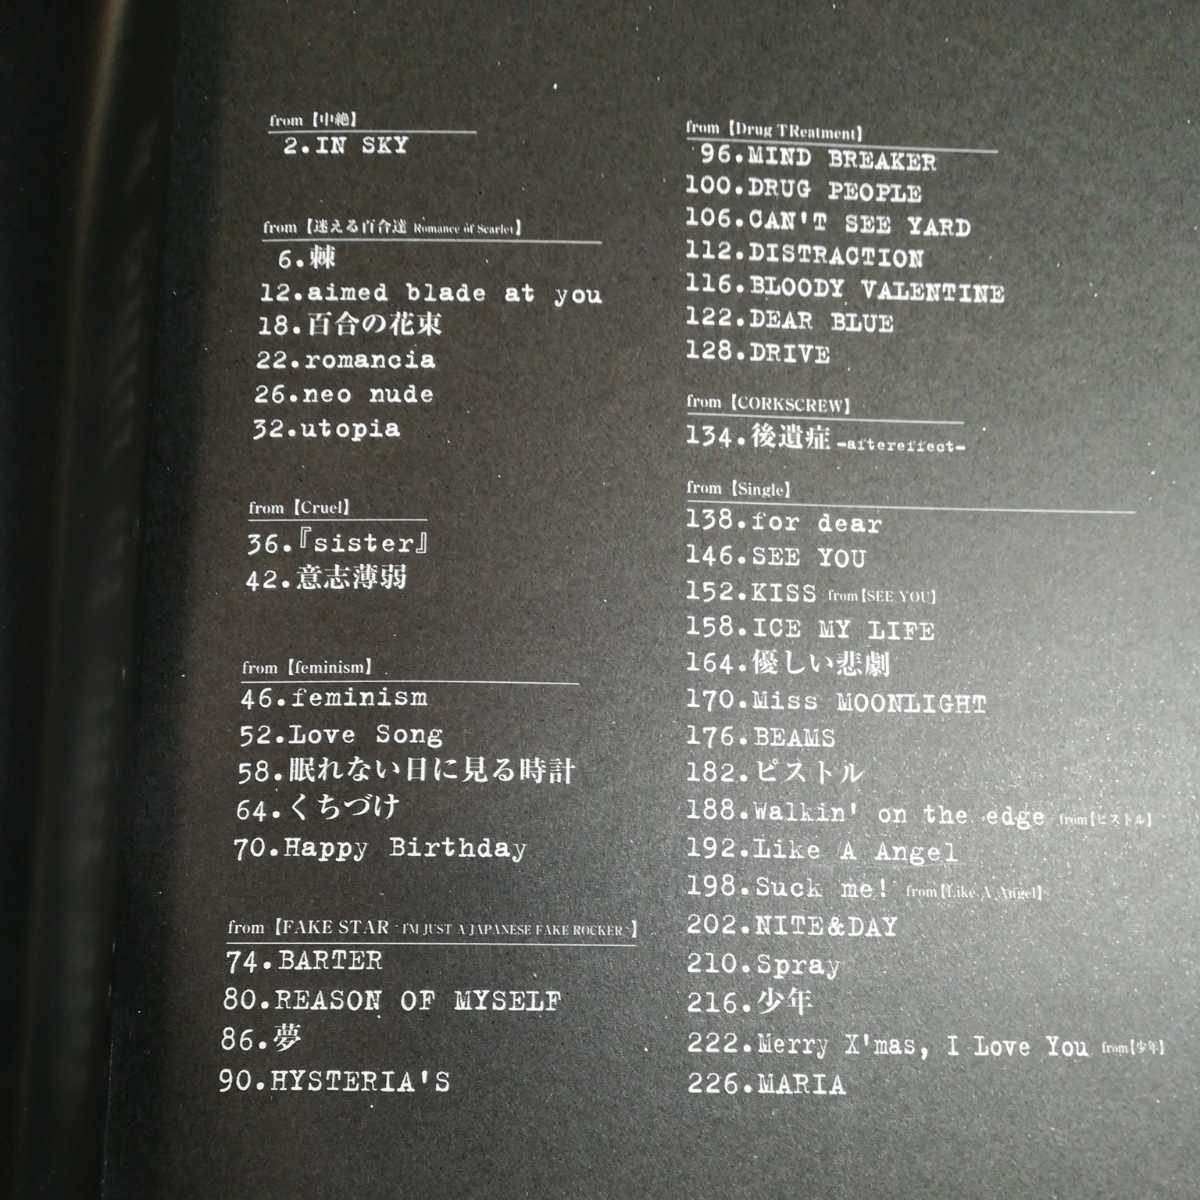 from【中絶】
2.IN SKY
from【迷える百合達 Romance of Scarlet】
6.棘
12.aimed blade at you
18.百合の花束
22.romancia
26.neo nude
32.utopia
from【Cruel】
36.『sister』
42.意志薄弱
from【feminism】
46.feminism
52.Love Song
58.眠れない日に見る時計
64.くちづけ
70.Happy Birthday
from【FAKE STAR -I'M JUST A JAPANESE FAKE ROCKER-】
74.BARTER
80.REASON OF MYSELF
86.夢
90.HYSTERIA'S
from【Drug TReatment】
96.MIND BREAKER
100.DRUG PEOPLE
106.CAN'T SEE YARD
112.DISTRACTION
116.BLOODY VALENTINE
122.DEAR BLUE
128.DRIVE
from【CORKSCREW】
134.後遺症 -aftereffect-
from【Single】
138.for dear
146.SEE YOU
152.KISS from【SEE YOU】
158.ICE MY LIFE
164.優しい悲劇
170.Miss MOONLIGHT
176.BEAMS
182.ピストル
188.Walkin' on the edge from【ピストル】
192.Like A Angel
198.Suck me! from【Like A Angel】
202.NITE&DAY
210.Spray
216.少年
222.Merry X'mas, I Love You from【少年】
226.MARIA